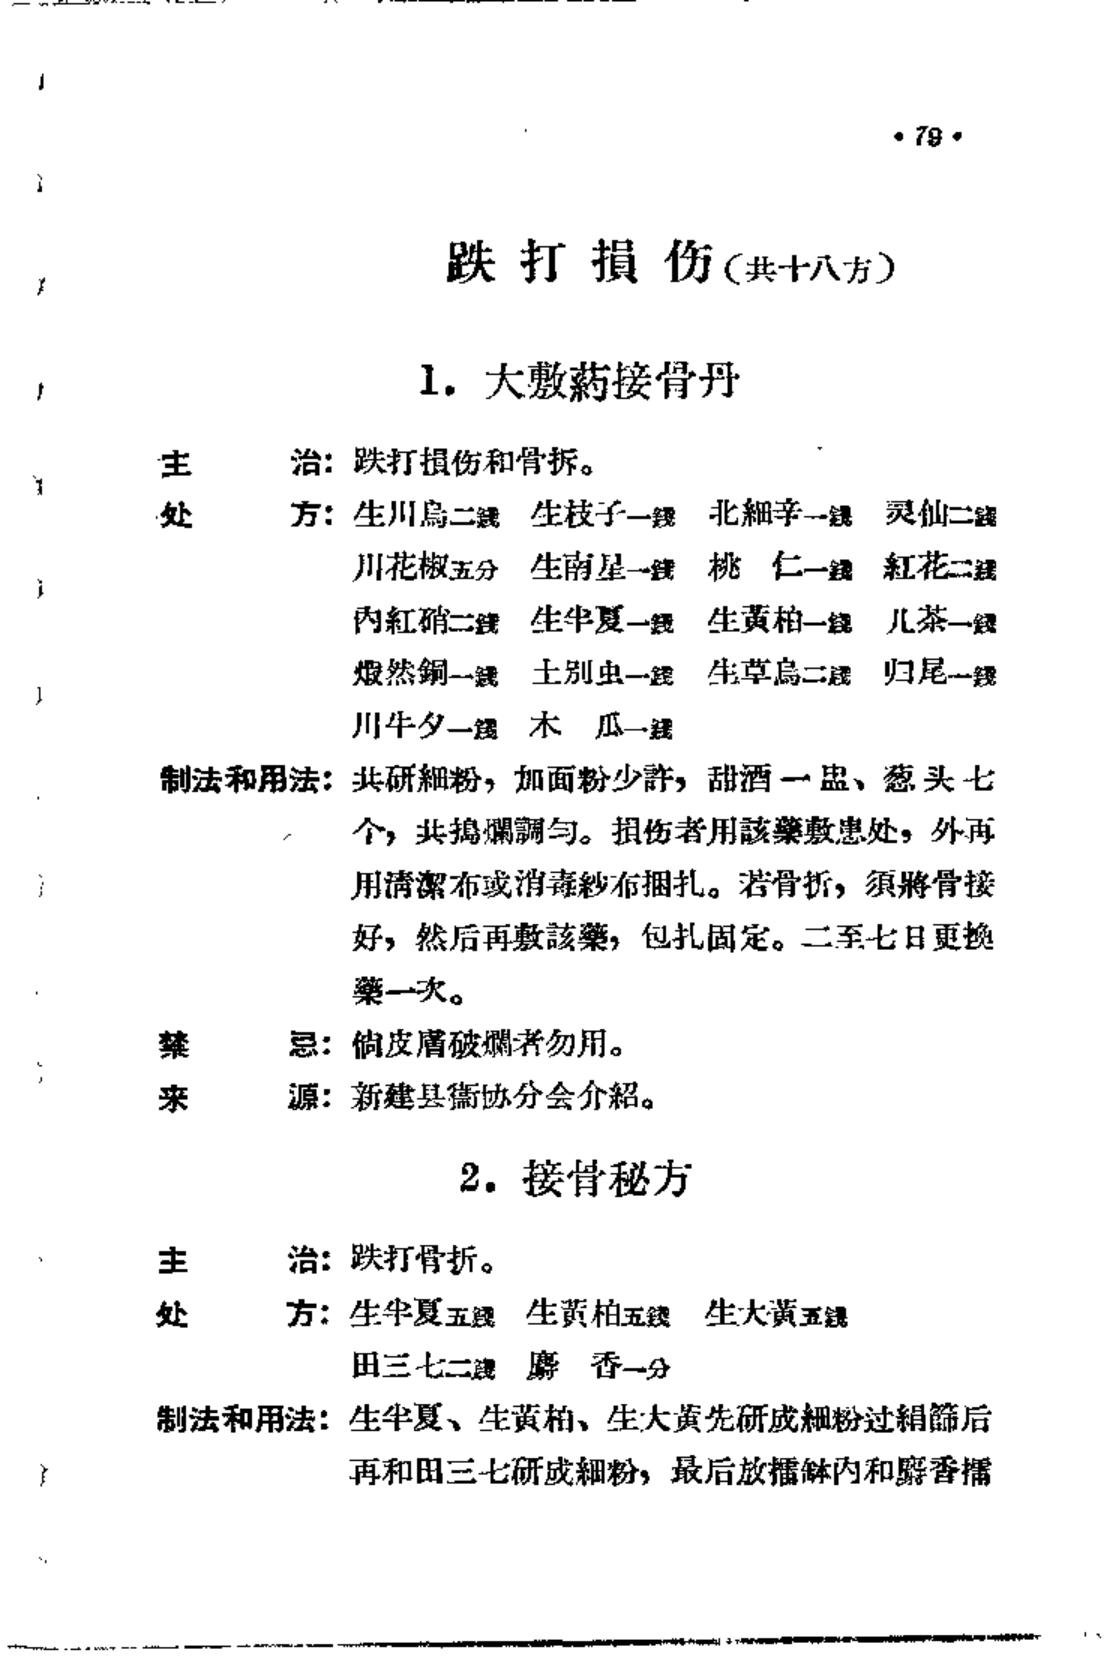 • 79 •
跌打損伤（共十八方）
1. 大敷药接骨丹
主　　治：跌打損伤和骨拆。
处　　方：生川烏二錢　生枝子一錢　北細辛一錢　灵仙二錢
川花椒五分　生南星一錢　桃　仁一錢　紅花二錢
內紅硝二錢　生半夏一錢　生黃柏一錢　儿茶一錢
煅然銅一錢　土别虫一錢　生草烏二錢　归尾一錢
川牛夕一錢　木　瓜一錢
制法和用法：共研細粉，加面粉少許，甜酒一盅、葱头七
个，共搗爛調勻。損伤者用該藥敷患处，外再
用清潔布或消毒紗布捆扎。若骨折，須將骨接
好，然后再敷該藥，包扎固定。二至七日更換
藥一次。
禁　　忌：倘皮膚破爛者勿用。
来　　源：新建县衞协分会介紹。
2. 接骨秘方
主　　治：跌打骨折。
处　　方：生半夏五錢　生黃柏五錢　生大黃五錢
田三七二錢　麝　香一分
制法和用法：生半夏、生黃柏、生大黃先研成細粉过絹篩后
再和田三七研成細粉，最后放擂缽内和麝香擂